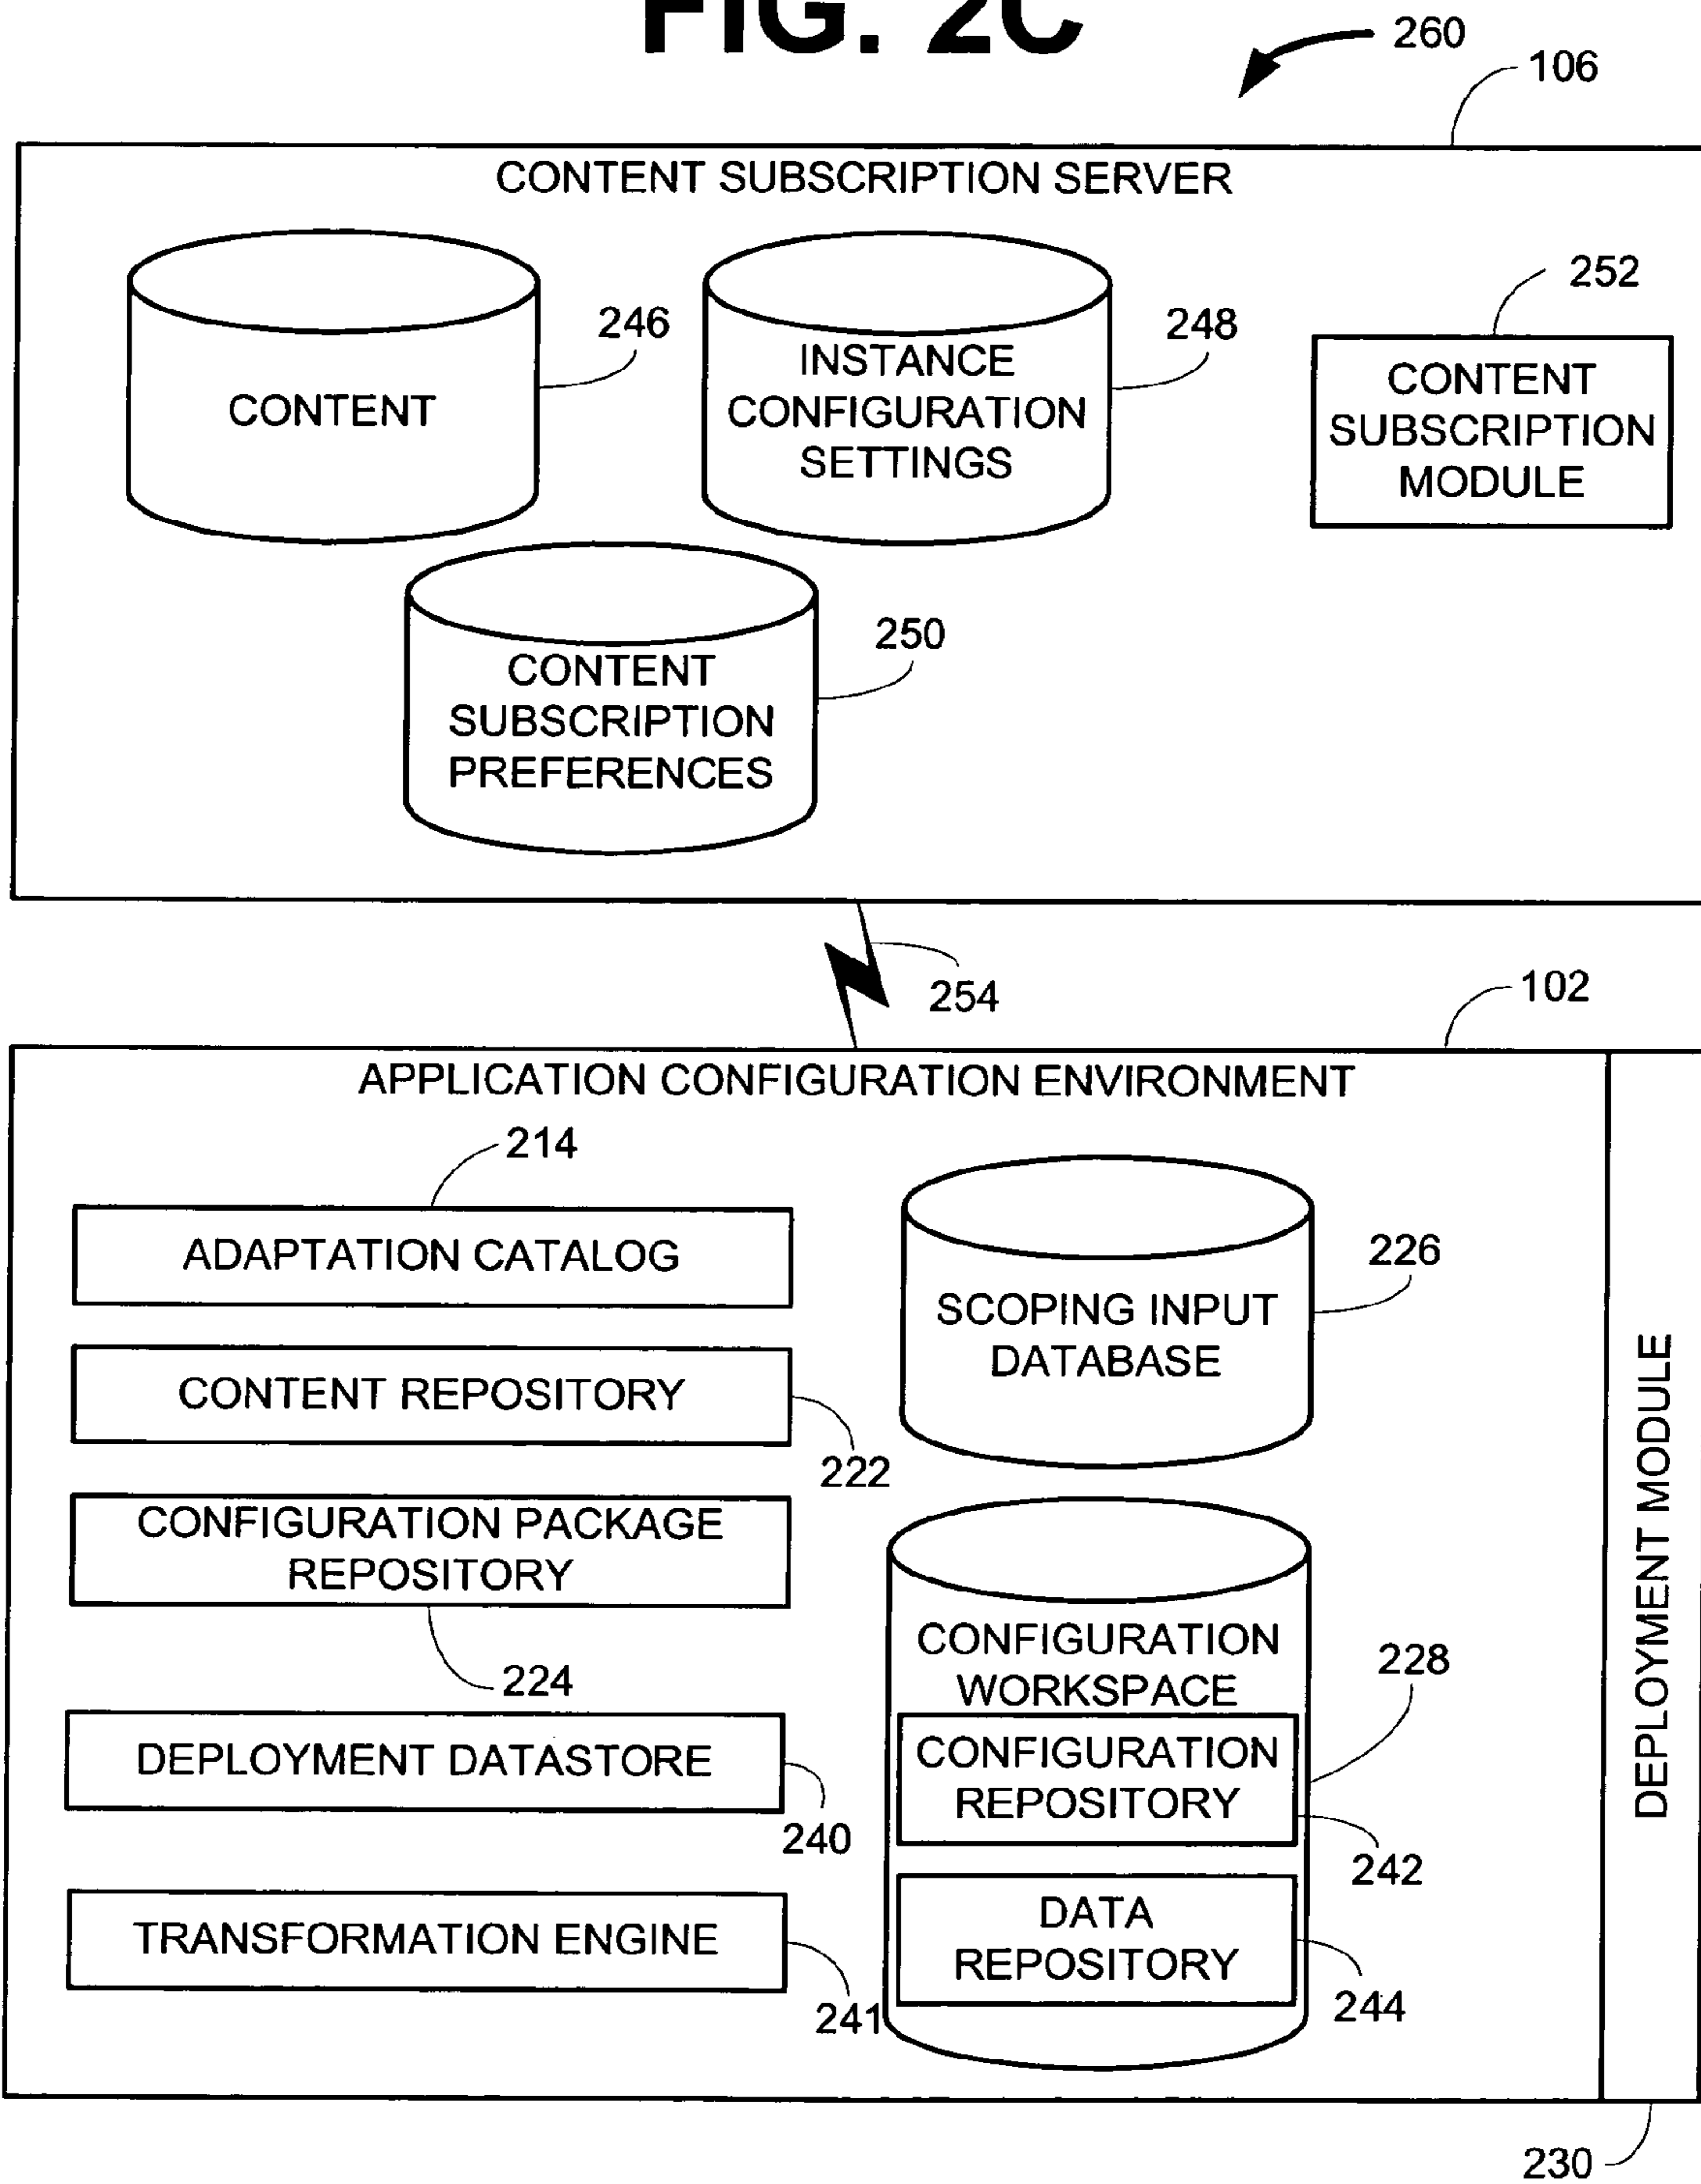 FIG. 2C
260
106
CONTENT SUBSCRIPTION SERVER
252
246
248
CONTENT
INSTANCE
CONFIGURATION
SETTINGS
CONTENT
SUBSCRIPTION
MODULE
250
CONTENT
SUBSCRIPTION
PREFERENCES
254
102
APPLICATION CONFIGURATION ENVIRONMENT
214
ADAPTATION CATALOG
226
SCOPING INPUT
DATABASE
CONTENT REPOSITORY
222
CONFIGURATION PACKAGE
REPOSITORY
224
CONFIGURATION
WORKSPACE
228
DEPLOYMENT DATASTORE
240
CONFIGURATION
REPOSITORY
242
TRANSFORMATION ENGINE
241
DATA
REPOSITORY
244
DEPLOYMENT MODULE
230